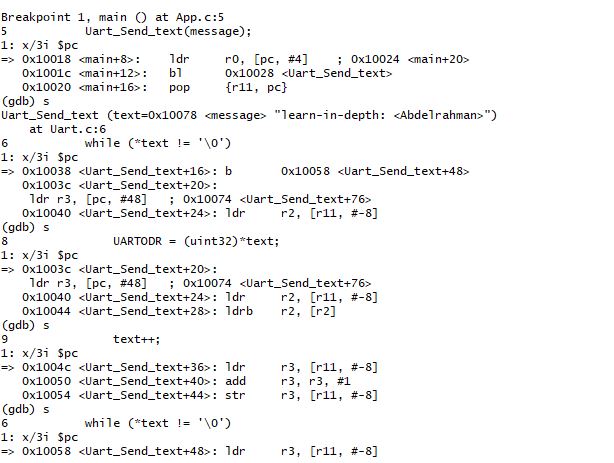 Breakpoint 1, main () at App.c:5
5          Uart_Send_text(message);
1: x/3i $pc
=> 0x10018 <main+8>:    ldr     r0, [pc, #4]    ; 0x10024 <main+20>
   0x1001c <main+12>:   bl      0x10028 <Uart_Send_text>
   0x10020 <main+16>:   pop     {r11, pc}
(gdb) s
Uart_Send_text (text=0x10078 <message> "learn-in-depth: <Abdelrahman>")
    at Uart.c:6
6          while (*text != '\0')
1: x/3i $pc
=> 0x10038 <Uart_Send_text+16>: b       0x10058 <Uart_Send_text+48>
   0x1003c <Uart_Send_text+20>:
    ldr r3, [pc, #48]   ; 0x10074 <Uart_Send_text+76>
   0x10040 <Uart_Send_text+24>: ldr     r2, [r11, #-8]
(gdb) s
8              UARTODR = (uint32)*text;
1: x/3i $pc
=> 0x1003c <Uart_Send_text+20>:
    ldr r3, [pc, #48]   ; 0x10074 <Uart_Send_text+76>
   0x10040 <Uart_Send_text+24>: ldr     r2, [r11, #-8]
   0x10044 <Uart_Send_text+28>: ldrb    r2, [r2]
(gdb) s
9              text++;
1: x/3i $pc
=> 0x1004c <Uart_Send_text+36>: ldr     r3, [r11, #-8]
   0x10050 <Uart_Send_text+40>: add     r3, r3, #1
   0x10054 <Uart_Send_text+44>: str     r3, [r11, #-8]
(gdb) s
6          while (*text != '\0')
1: x/3i $pc
=> 0x10058 <Uart_Send_text+48>: ldr     r3, [r11, #-8]